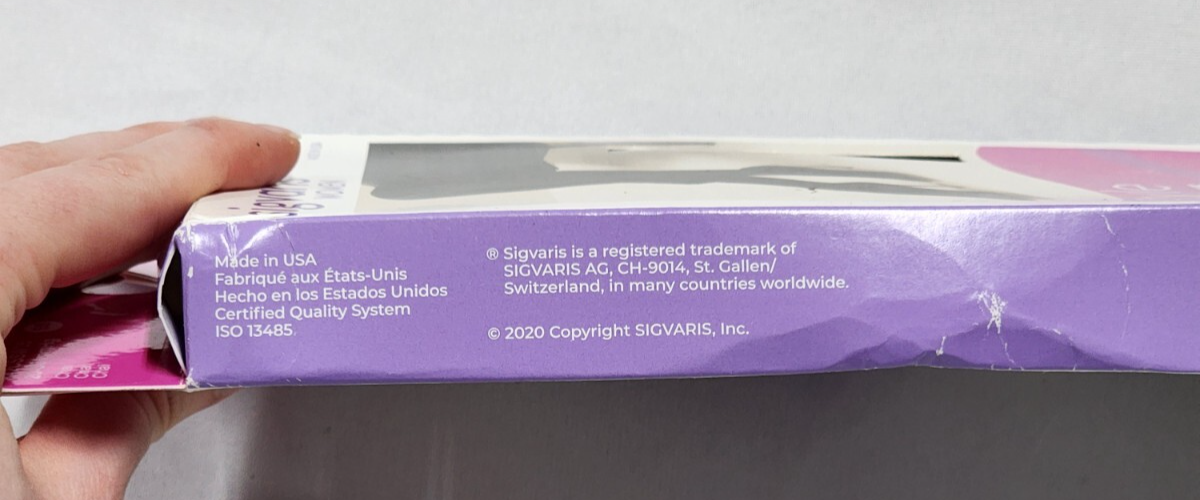 Made in USA
Fabriqué aux États-Unis
Hecho en los Estados Unidos
Certified Quality System
ISO 13485
® Sigvaris is a registered trademark of
SIGVARIS AG, CH-9014, St. Gallen/
Switzerland, in many countries worldwide.
© 2020 Copyright SIGVARIS, Inc.